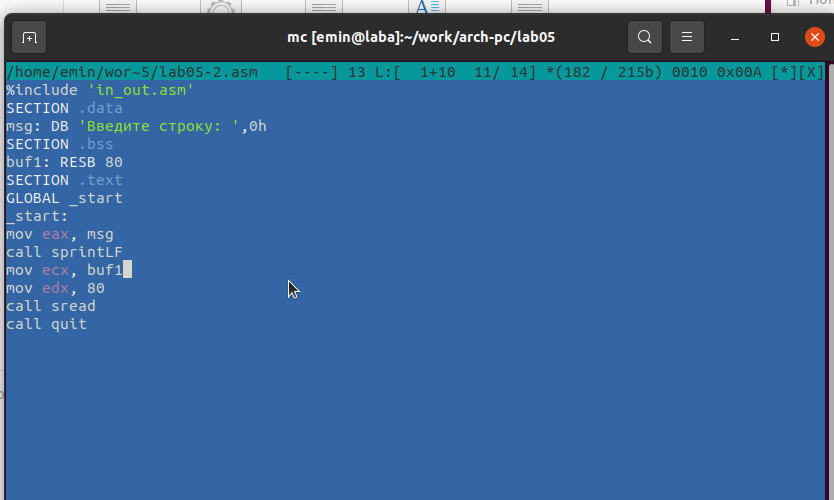 mc [emin@laba]:~/work/arch-pc/lab05
/home/emin/wor~5/lab05-2.asm   [----] 13 L:[  1+10  11/ 14] *(182 / 215b) 0010 0x00A [*][X]
%include 'in_out.asm'
SECTION .data
msg: DB 'Введите строку: ',0h
SECTION .bss
buf1: RESB 80
SECTION .text
GLOBAL _start
_start:
mov eax, msg
call sprintLF
mov ecx, buf1
mov edx, 80
call sread
call quit